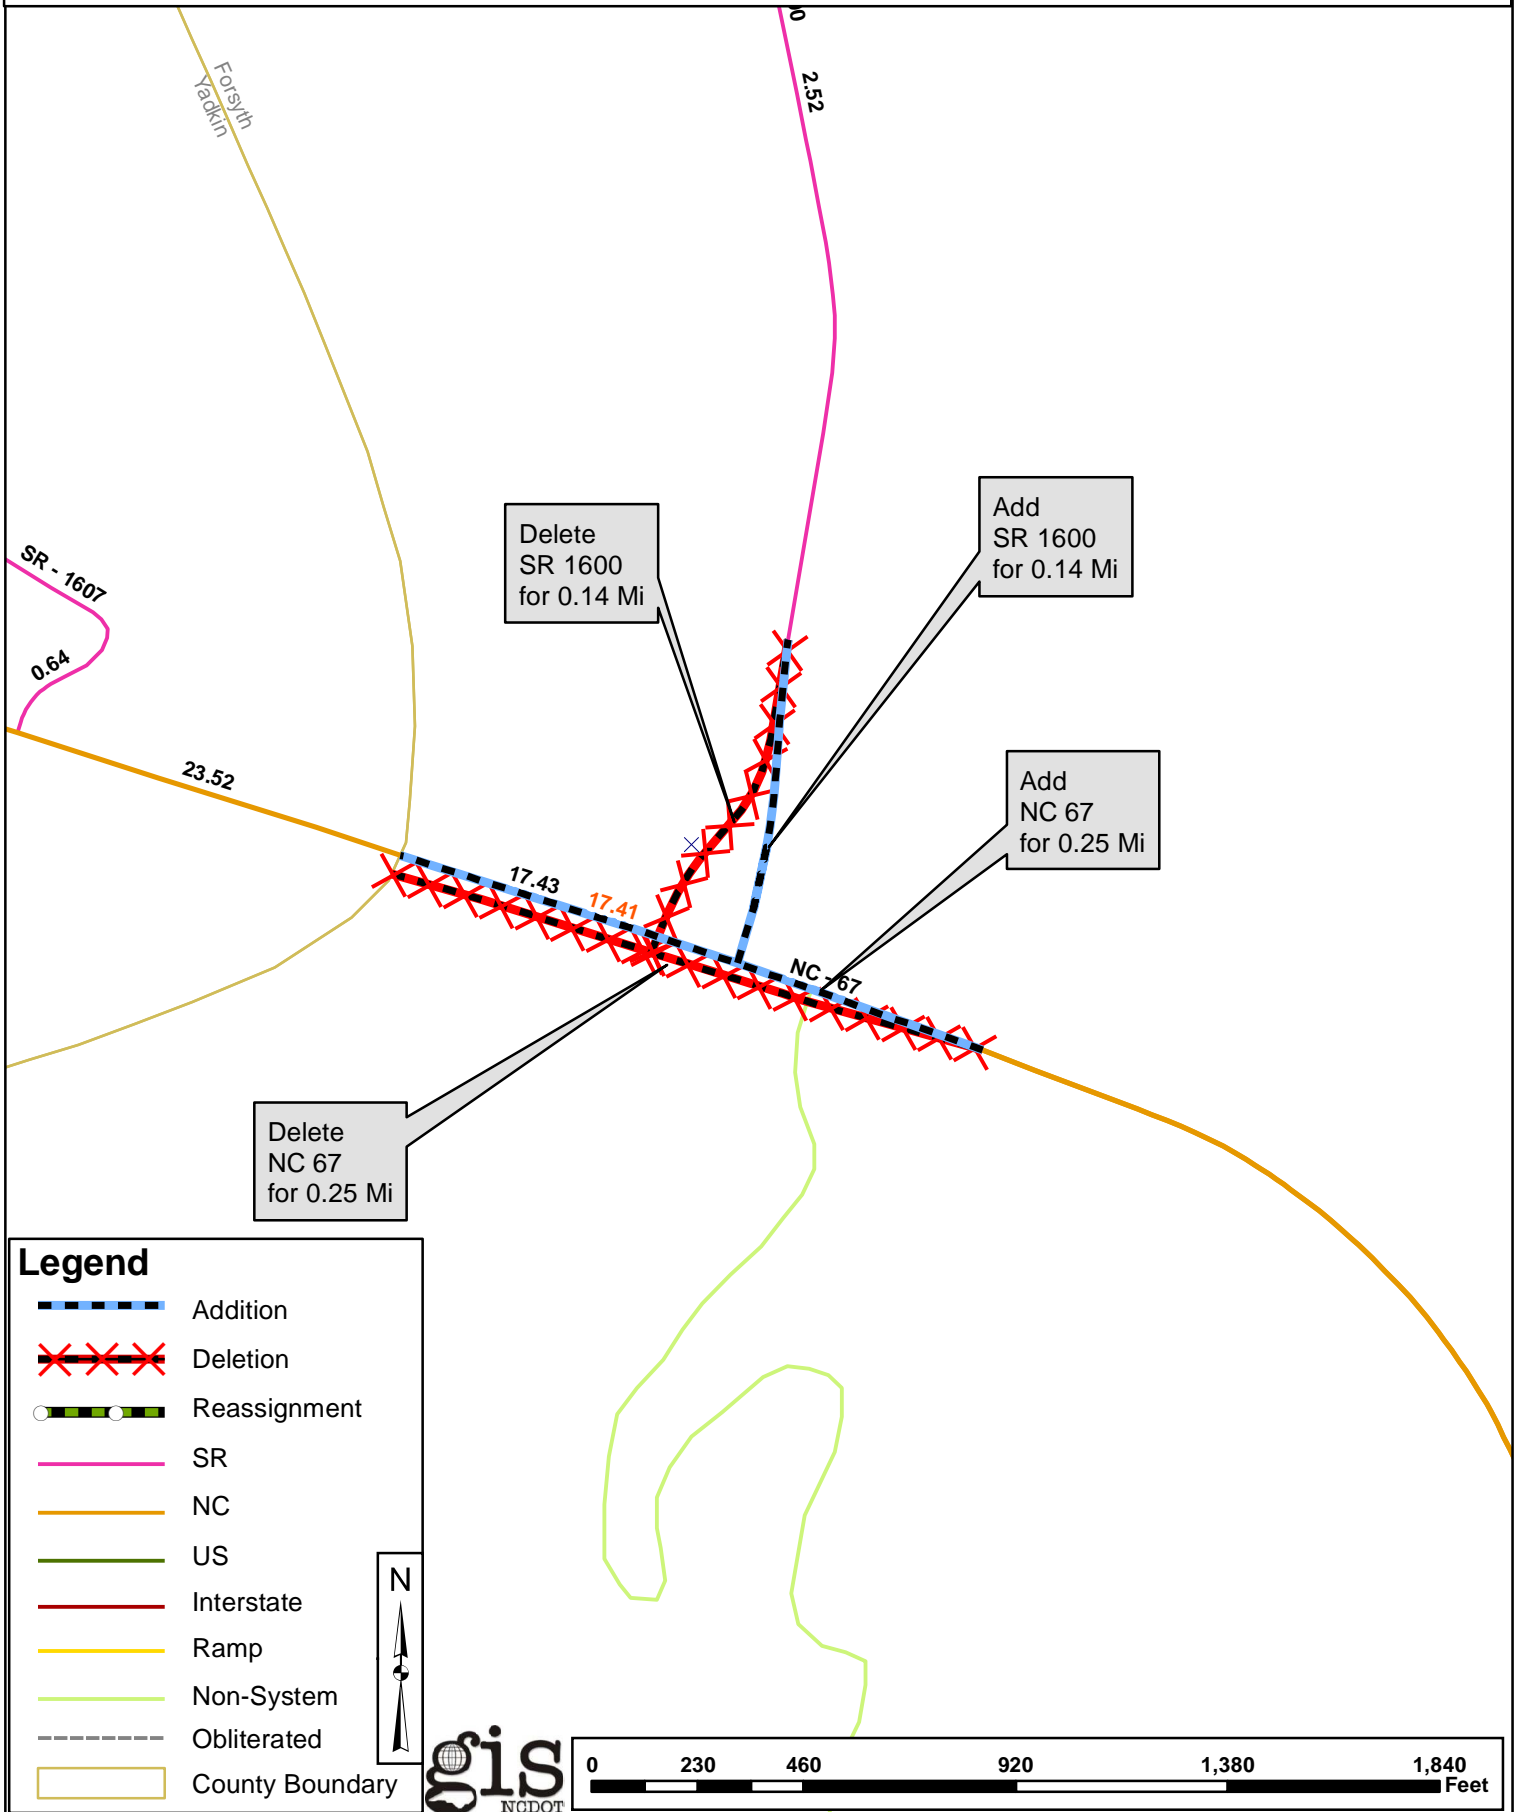 2.52
Forsyth
Yadkin
Add
SR 1600
for 0.14 Mi
Delete
SR 1600
for 0.14 Mi
SR - 1607
0.64
23.52
Add
NC 67
for 0.25 Mi
17.43
17.41
NC - 67
Delete
NC 67
for 0.25 Mi
Legend
Addition
Deletion
Reassignment
SR
NC
US
Interstate
Ramp
Non-System
Obliterated
County Boundary
N
gis
NCDOT
0 230 460 920 1,380 1,840
Feet